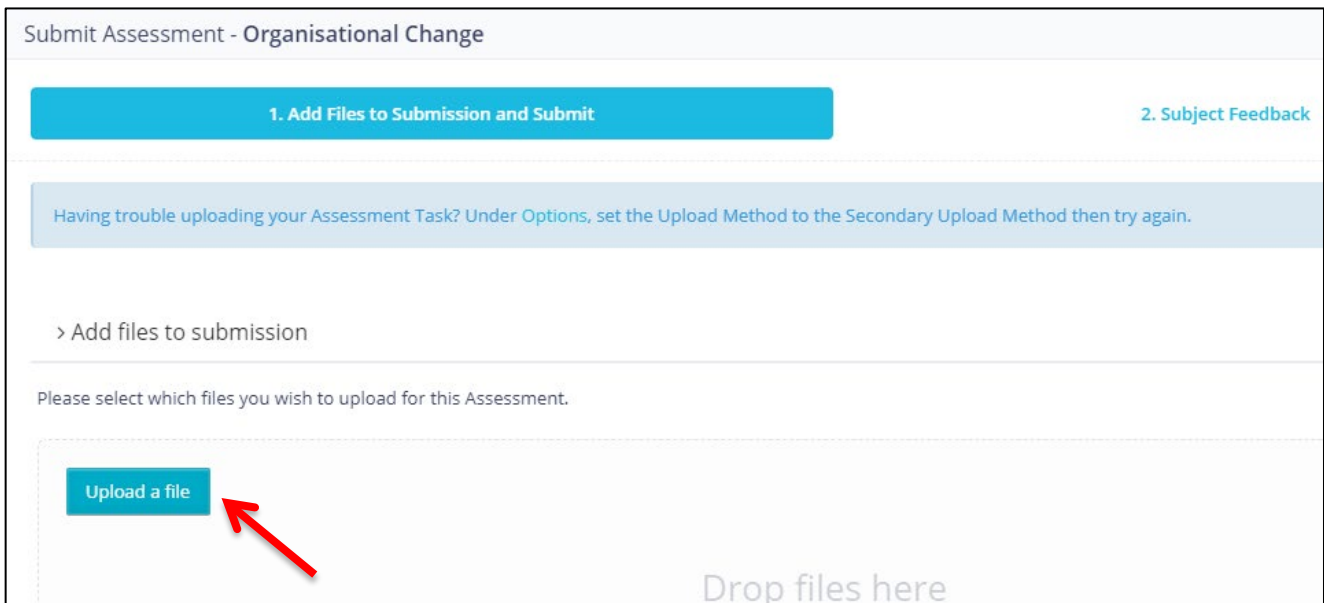 Submit Assessment - Organisational Change
1. Add Files to Submission and Submit
2. Subject Feedback
Having trouble uploading your Assessment Task? Under Options, set the Upload Method to the Secondary Upload Method then try again.
> Add files to submission
Please select which files you wish to upload for this Assessment.
Upload a file
Drop files here